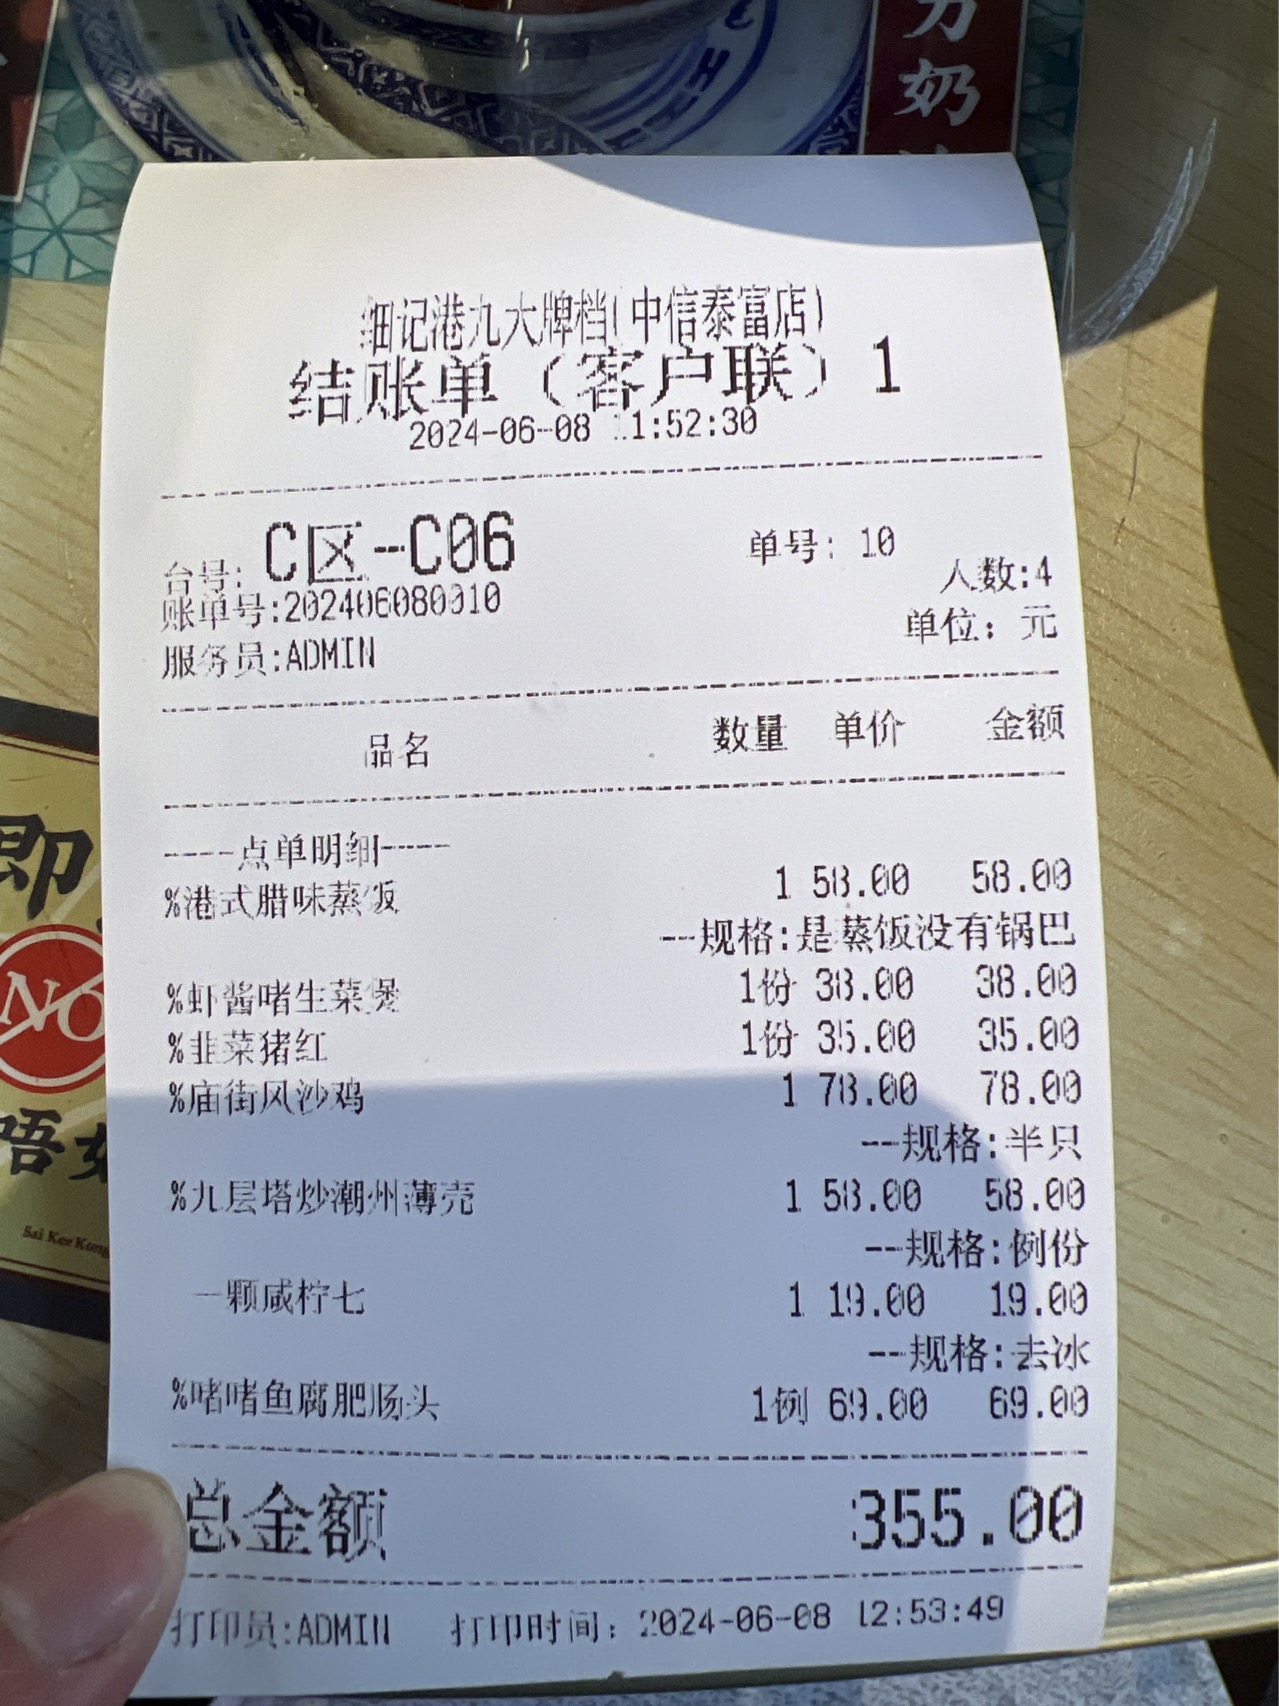 奶
细记港九大牌档(中信泰富店)
结账单（客户联）1
2024-06-08 11:52:30
台号: C区-C06 单号: 10
人数:4
账单号:202406080010
单位: 元
服务员:ADMIN
品名 数量 单价 金额
----点单明细----
%港式腊味蒸饭 1 58.00 58.00
--规格:是蒸饭没有锅巴
%虾酱啫生菜煲 1份 38.00 38.00
%韭菜猪红 1份 35.00 35.00
%庙街风沙鸡 1 78.00 78.00
--规格:半只
%九层塔炒潮州薄壳 1 58.00 58.00
--规格:例份
一颗咸柠七 1 19.00 19.00
--规格:去冰
%啫啫鱼腐肥肠头 1例 69.00 69.00
总金额 355.00
打印员:ADMIN 打印时间: 2024-06-08 12:53:49
即
NO
唔
Sai Kee Kong